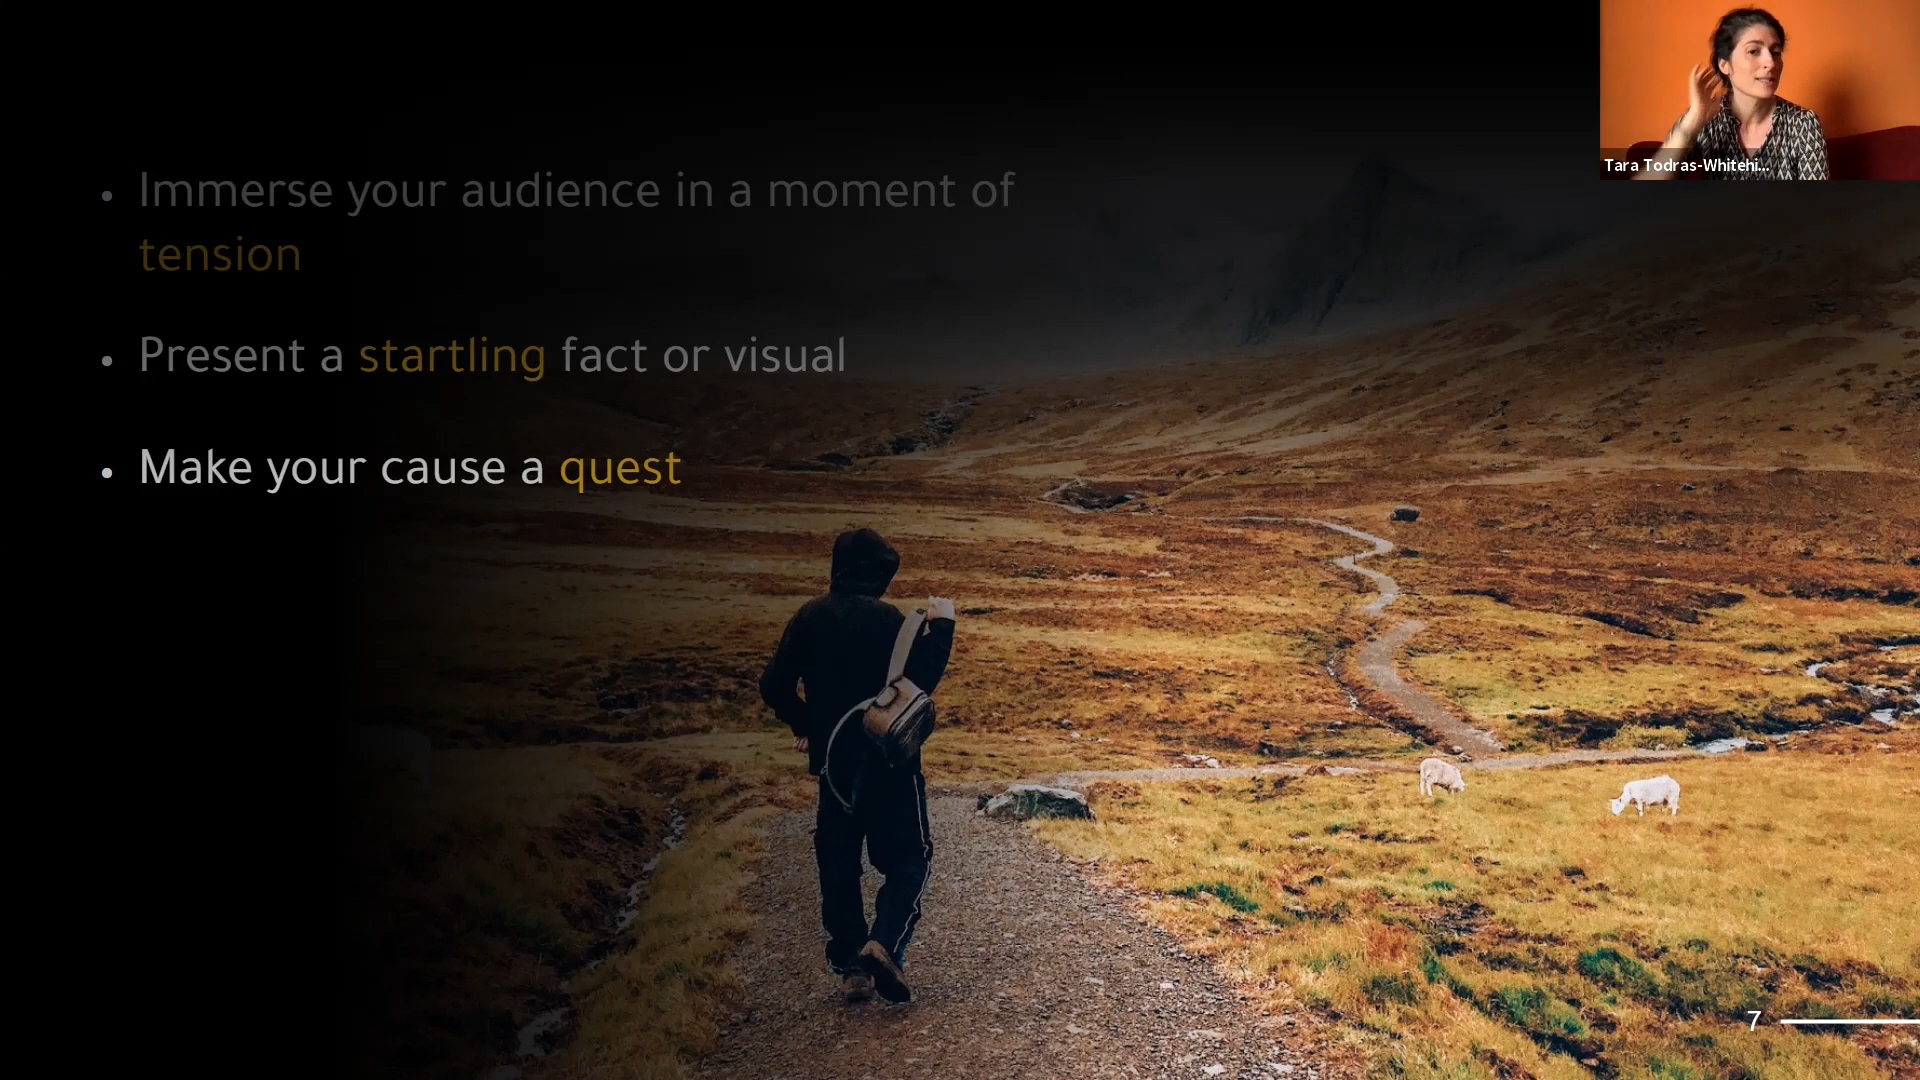 Immerse your audience in a moment of
tension
Present a startling fact or visual
Make your cause a quest
Tara Todras-Whitehi...
7